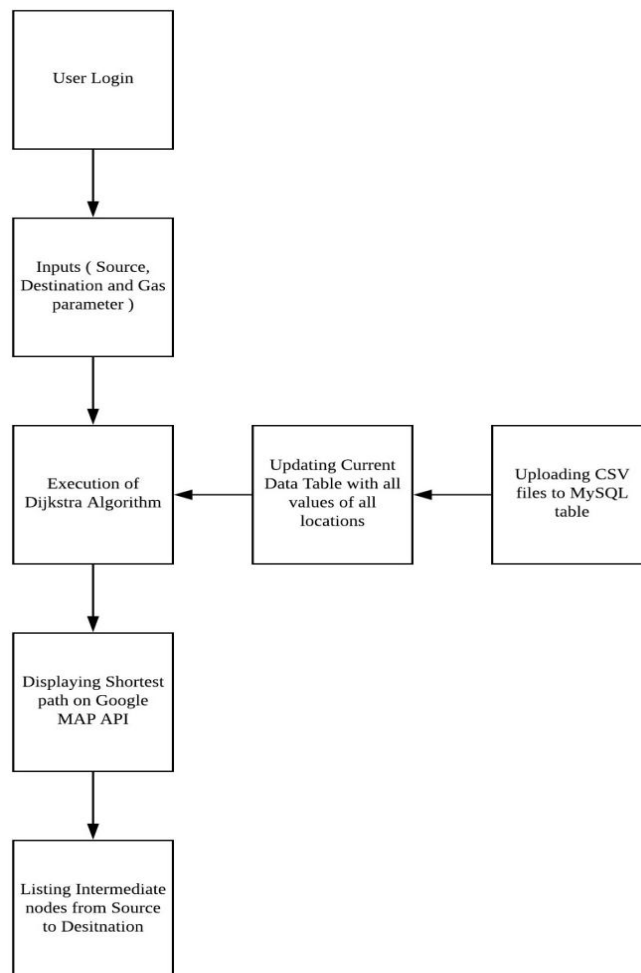 User Login
Inputs ( Source,
Destination and Gas
parameter )
Execution of
Dijkstra Algorithm
Updating Current
Data Table with all
values of all
locations
Uploading CSV
files to MySQL
table
Displaying Shortest
path on Google
MAP API
Listing Intermediate
nodes from Source
to Desitnation